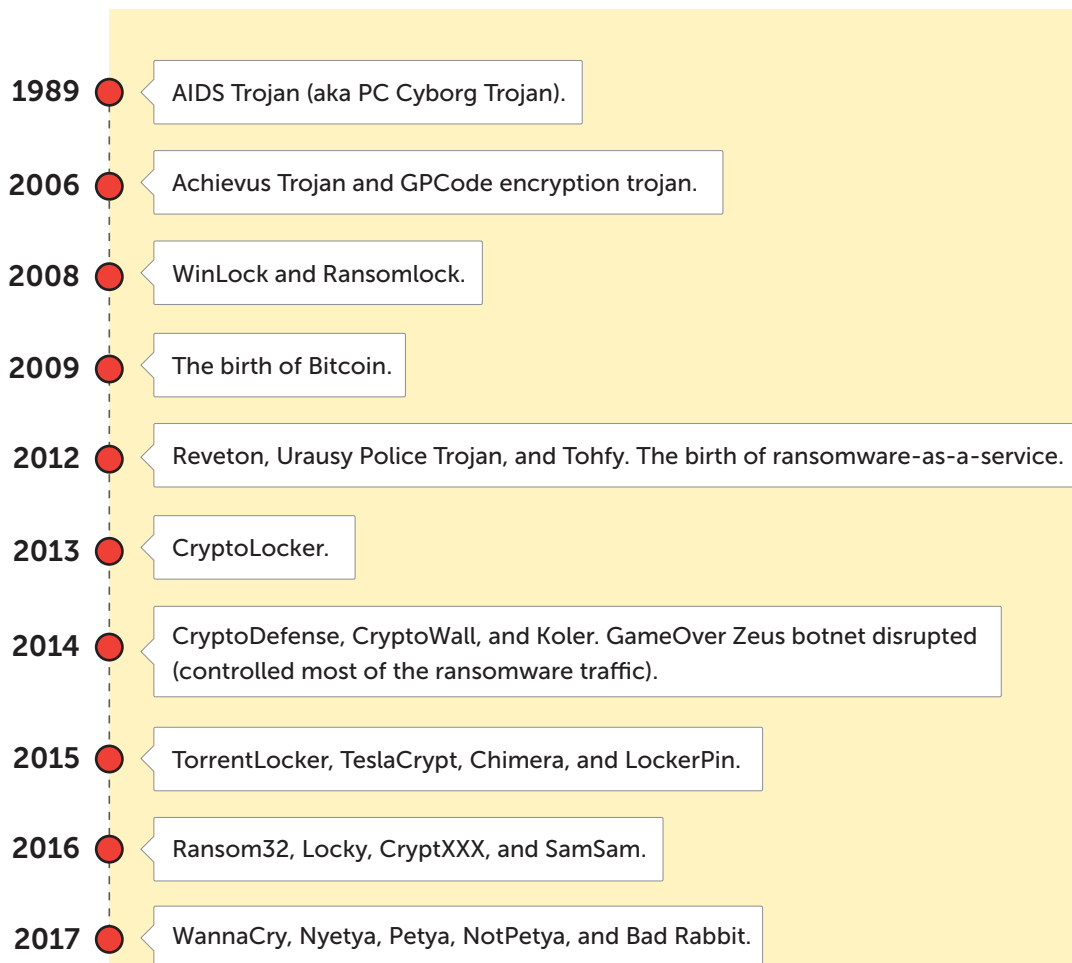 1989
AIDS Trojan (aka PC Cyborg Trojan).
2006
Achievus Trojan and GPCode encryption trojan.
2008
WinLock and Ransomlock.
2009
The birth of Bitcoin.
2012
Reveton, Urausy Police Trojan, and Tohfy. The birth of ransomware-as-a-service.
2013
CryptoLocker.
2014
CryptoDefense, CryptoWall, and Koler. GameOver Zeus botnet disrupted
(controlled most of the ransomware traffic).
2015
TorrentLocker, TeslaCrypt, Chimera, and LockerPin.
2016
Ransom32, Locky, CryptXXX, and SamSam.
2017
WannaCry, Nyetya, Petya, NotPetya, and Bad Rabbit.